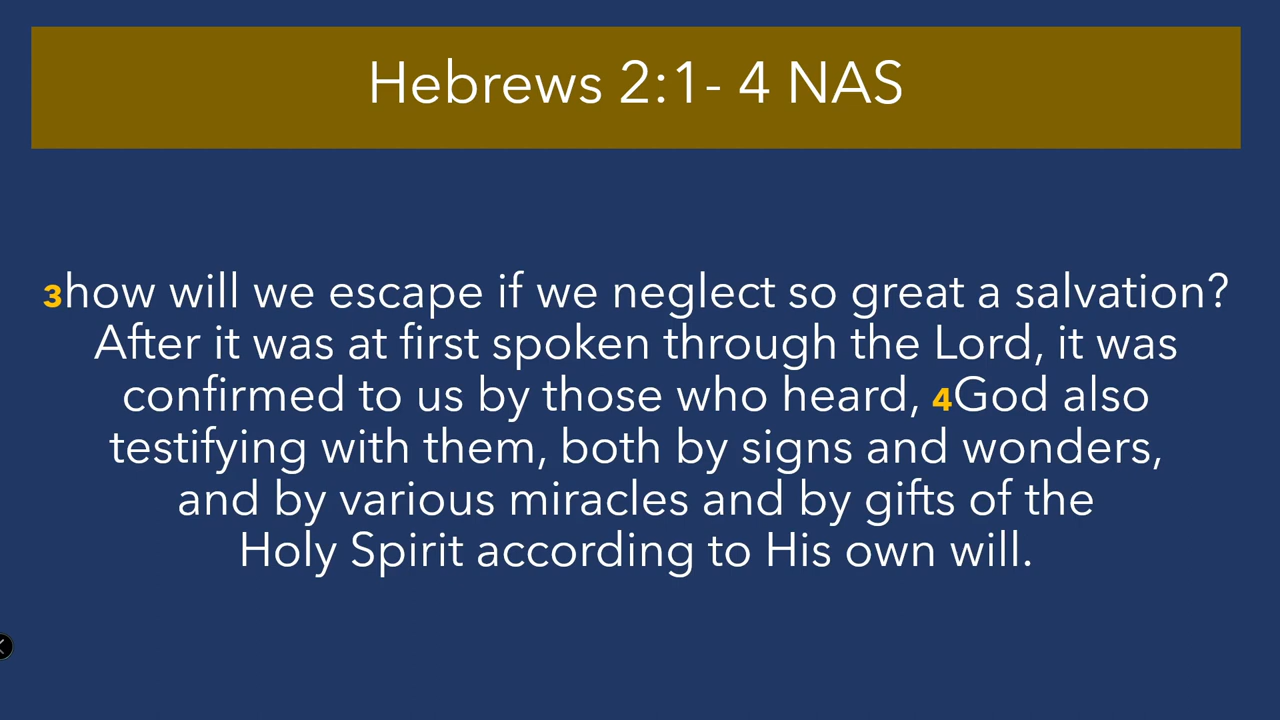 Hebrews 2:1- 4 NAS
3how will we escape if we neglect so great a salvation?
After it was at first spoken through the Lord, it was
confirmed to us by those who heard, 4God also
testifying with them, both by signs and wonders,
and by various miracles and by gifts of the
Holy Spirit according to His own will.